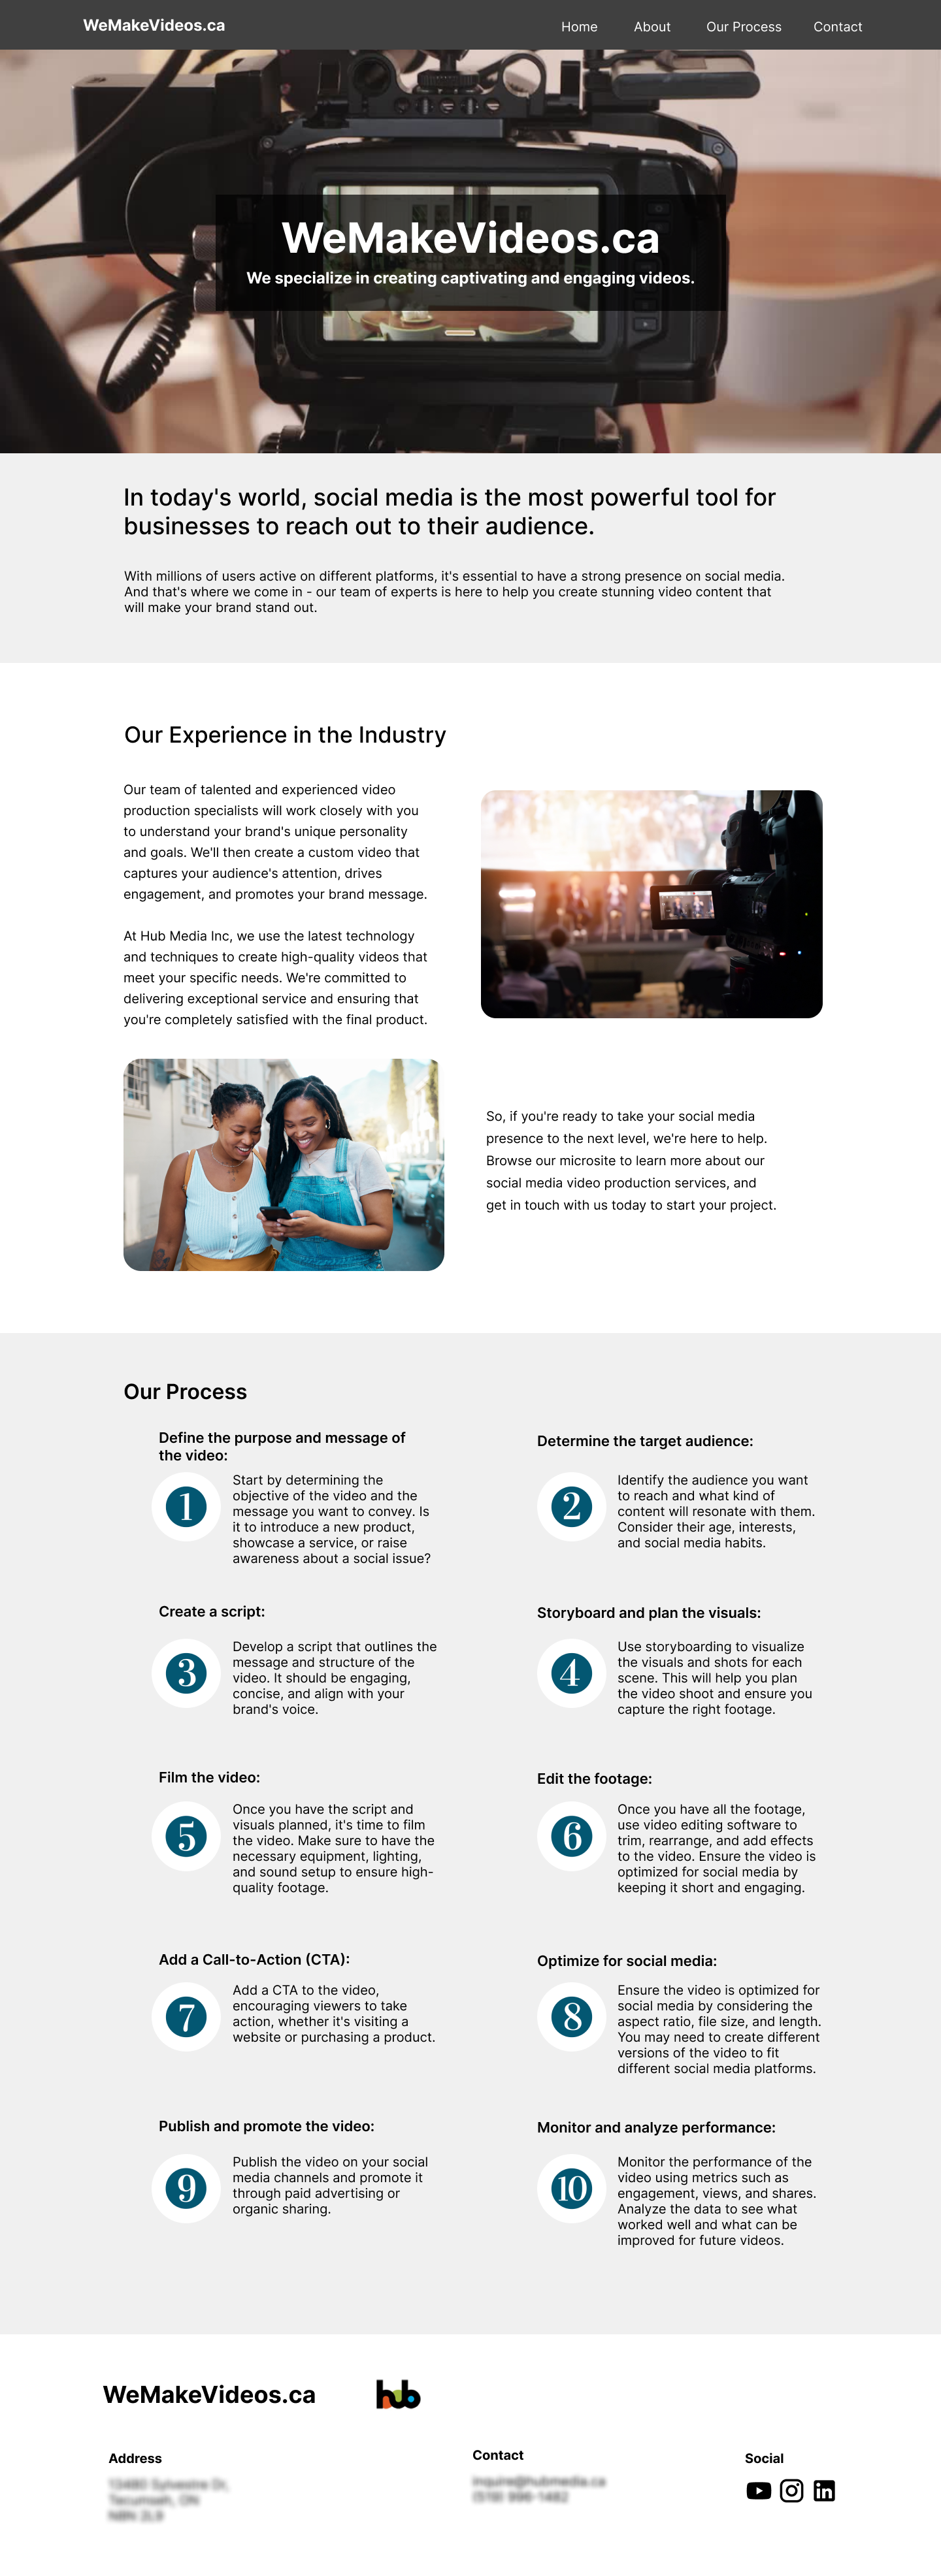 WeMakeVideos.ca
Home About Our Process Contact
WeMakeVideos.ca
We specialize in creating captivating and engaging videos.
In today's world, social media is the most powerful tool for
businesses to reach out to their audience.
With millions of users active on different platforms, it's essential to have a strong presence on social media.
And that's where we come in - our team of experts is here to help you create stunning video content that
will make your brand stand out.
Our Experience in the Industry
Our team of talented and experienced video
production specialists will work closely with you
to understand your brand's unique personality
and goals. We'll then create a custom video that
captures your audience's attention, drives
engagement, and promotes your brand message.
At Hub Media Inc, we use the latest technology
and techniques to create high-quality videos that
meet your specific needs. We're committed to
delivering exceptional service and ensuring that
you're completely satisfied with the final product.
So, if you're ready to take your social media
presence to the next level, we're here to help.
Browse our microsite to learn more about our
social media video production services, and
get in touch with us today to start your project.
Our Process
Define the purpose and message of
the video:
1
Start by determining the
objective of the video and the
message you want to convey. Is
it to introduce a new product,
showcase a service, or raise
awareness about a social issue?
Determine the target audience:
2
Identify the audience you want
to reach and what kind of
content will resonate with them.
Consider their age, interests,
and social media habits.
Create a script:
3
Develop a script that outlines the
message and structure of the
video. It should be engaging,
concise, and align with your
brand's voice.
Storyboard and plan the visuals:
4
Use storyboarding to visualize
the visuals and shots for each
scene. This will help you plan
the video shoot and ensure you
capture the right footage.
Film the video:
5
Once you have the script and
visuals planned, it's time to film
the video. Make sure to have the
necessary equipment, lighting,
and sound setup to ensure high-
quality footage.
Edit the footage:
6
Once you have all the footage,
use video editing software to
trim, rearrange, and add effects
to the video. Ensure the video is
optimized for social media by
keeping it short and engaging.
Add a Call-to-Action (CTA):
7
Add a CTA to the video,
encouraging viewers to take
action, whether it's visiting a
website or purchasing a product.
Optimize for social media:
8
Ensure the video is optimized for
social media by considering the
aspect ratio, file size, and length.
You may need to create different
versions of the video to fit
different social media platforms.
Publish and promote the video:
9
Publish the video on your social
media channels and promote it
through paid advertising or
organic sharing.
Monitor and analyze performance:
10
Monitor the performance of the
video using metrics such as
engagement, views, and shares.
Analyze the data to see what
worked well and what can be
improved for future videos.
WeMakeVideos.ca
hub
Address
Contact
Social
in